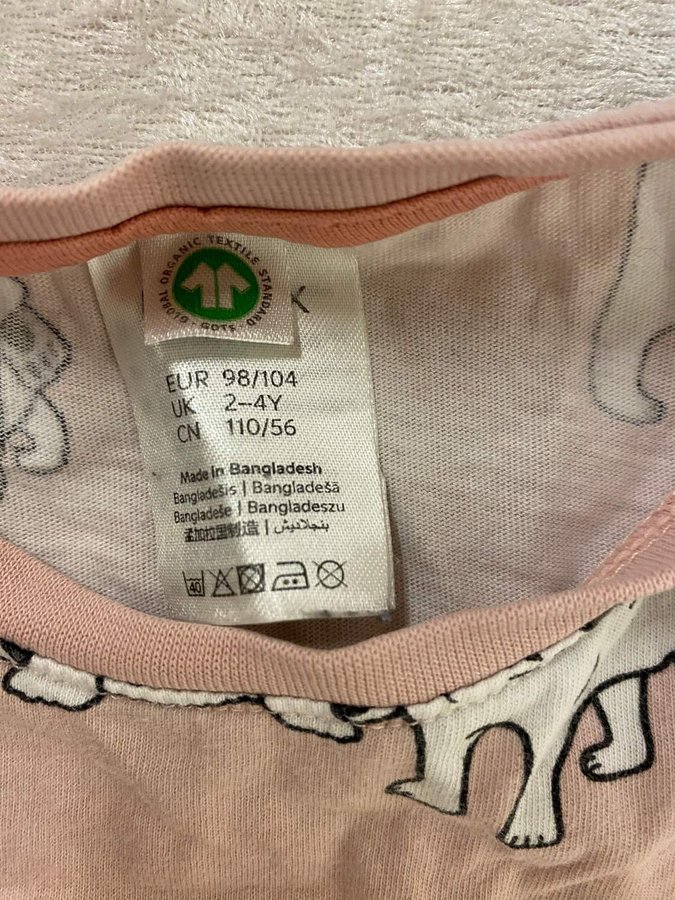 GLOBAL ORGANIC TEXTILE STANDARD
· GOTS ·
K
EUR 98/104
UK 2–4Y
CN 110/56
Made in Bangladesh
Bangladešis | Bangladešā
Bangladeše | Bangladeszu
孟加拉国制造 | بنجلاديش
40